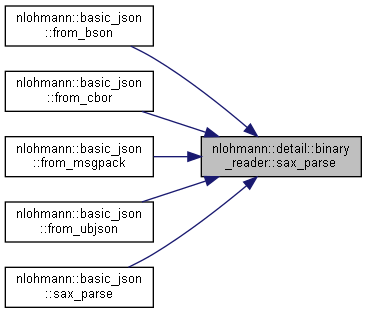 nlohmann::basic_json
::from_bson
nlohmann::basic_json
::from_cbor
nlohmann::basic_json
::from_msgpack
nlohmann::basic_json
::from_ubjson
nlohmann::basic_json
::sax_parse
nlohmann::detail::binary
_reader::sax_parse